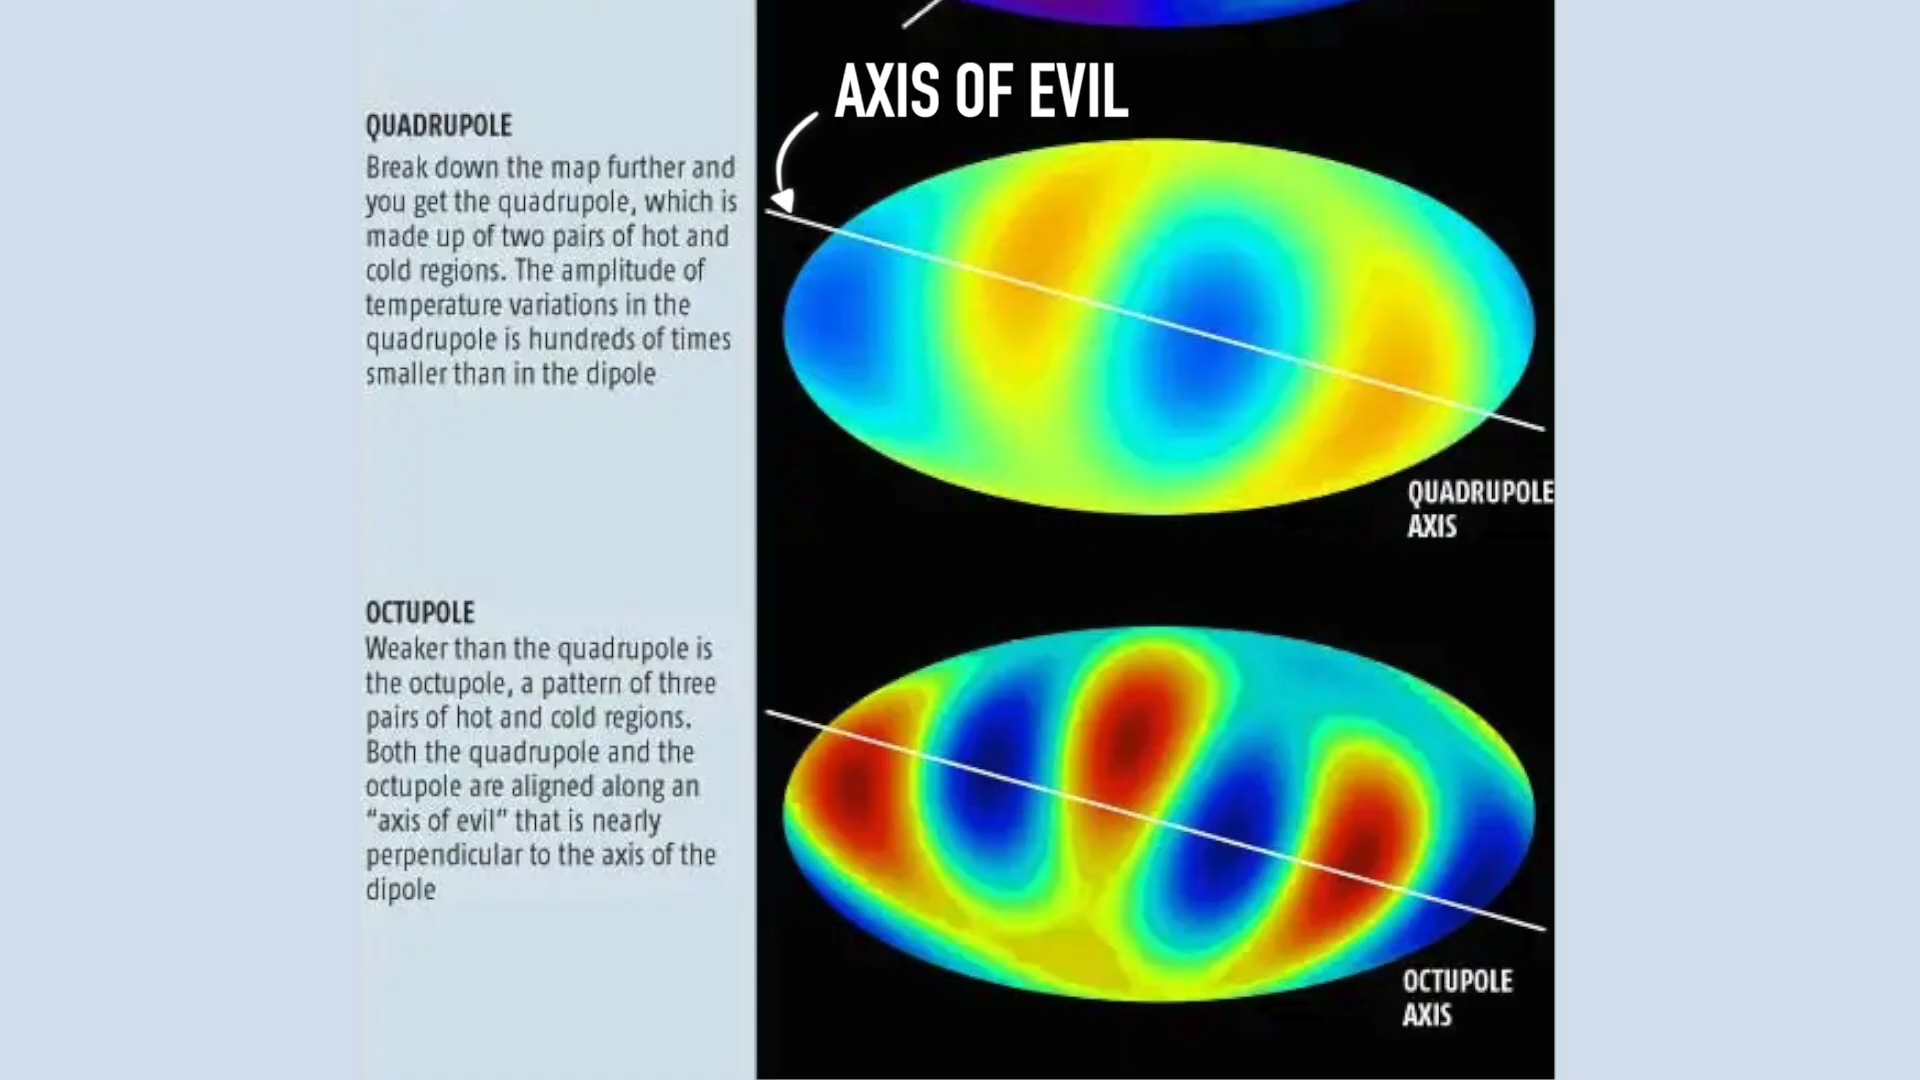 AXIS OF EVIL
QUADRUPOLE
Break down the map further and
you get the quadrupole, which is
made up of two pairs of hot and
cold regions. The amplitude of
temperature variations in the
quadrupole is hundreds of times
smaller than in the dipole
QUADRUPOLE
AXIS
OCTUPOLE
Weaker than the quadrupole is
the octupole, a pattern of three
pairs of hot and cold regions.
Both the quadrupole and the
octupole are aligned along an
“axis of evil” that is nearly
perpendicular to the axis of the
dipole
OCTUPOLE
AXIS